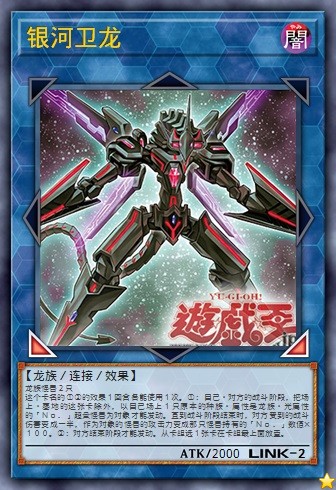 银河卫龙
闇
YU-GI-OH!
遊戯王
【龙族／连接／效果】
龙族怪兽２只
这个卡名的①②的效果１回合各能使用１次。①：自己·对方的战斗阶段，把场
上·墓地的这张卡除外，以自己场上１只原本的种族·属性是龙族·光属性
的「Ｎｏ．」超量怪兽为对象才能发动。直到战斗阶段结束时，对方受到的战斗
伤害变成一半，作为对象的怪兽的攻击力变成那只怪兽持有的「Ｎｏ．」数值×
１００。②：对方结束阶段才能发动。从卡组选１张卡在卡组最上面放置。
ATK/2000 LINK-2